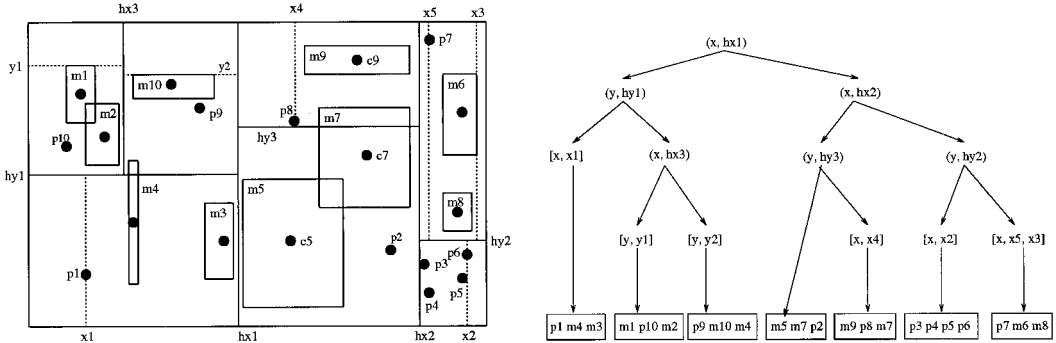 hx3
x4
x5
x3
p7
y1
m1
y2
m10
m9
c9
m2
p9
m6
p10
p8
m7
hy3
c7
hy1
m4
m5
m8
m3
p2
c5
hy2
p1
p3
p6
p5
p4
x1
hx1
hx2
x2
(x, hx1)
(y, hy1)
(x, hx2)
[x, x1]
(x, hx3)
(y, hy3)
(y, hy2)
[y, y1]
[y, y2]
[x, x4]
[x, x2]
[x, x5, x3]
p1 m4 m3
m1 p10 m2
p9 m10 m4
m5 m7 p2
m9 p8 m7
p3 p4 p5 p6
p7 m6 m8